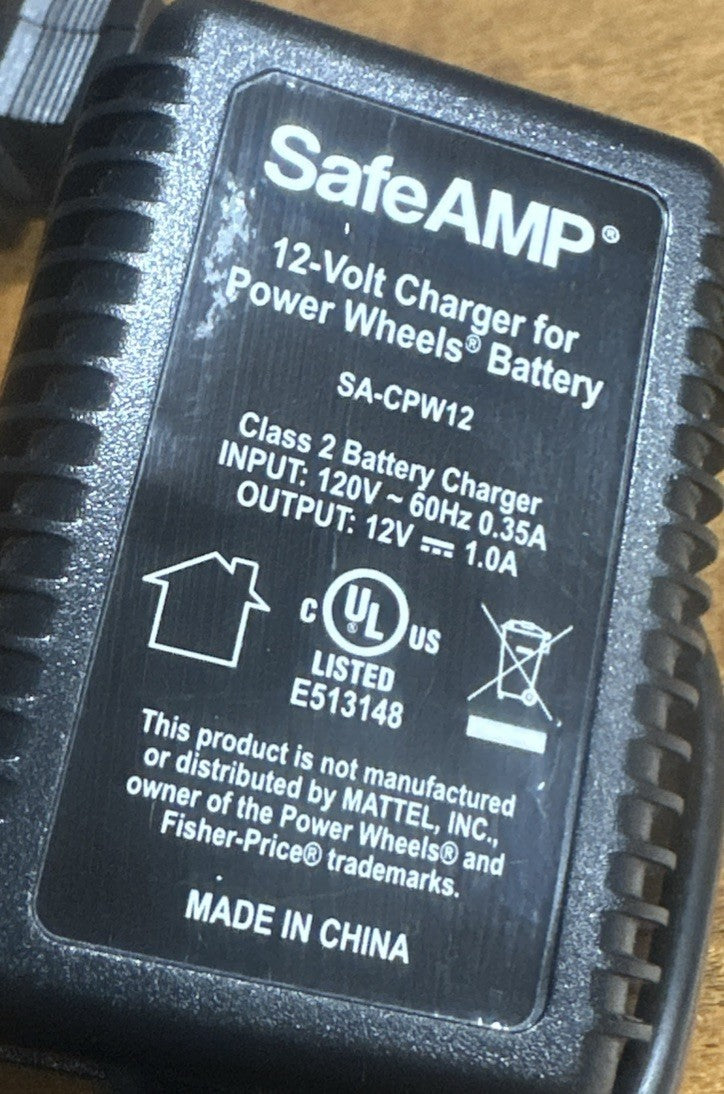 SafeAMP®
12-Volt Charger for
Power Wheels® Battery
SA-CPW12
Class 2 Battery Charger
INPUT: 120V ~ 60Hz 0.35A
OUTPUT: 12V ⎓ 1.0A
C UL® US
LISTED
E513148
This product is not manufactured
or distributed by MATTEL, INC.,
owner of the Power Wheels® and
Fisher-Price® trademarks.
MADE IN CHINA